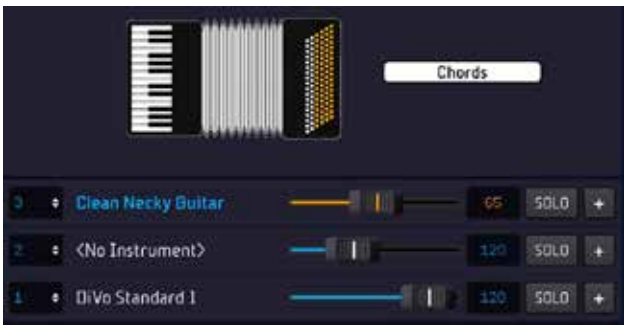 Chords
3 Clean Necky Guitar 65 SOLO +
2 <No Instrument> 120 SOLO +
1 DiVo Standard 1 120 SOLO +